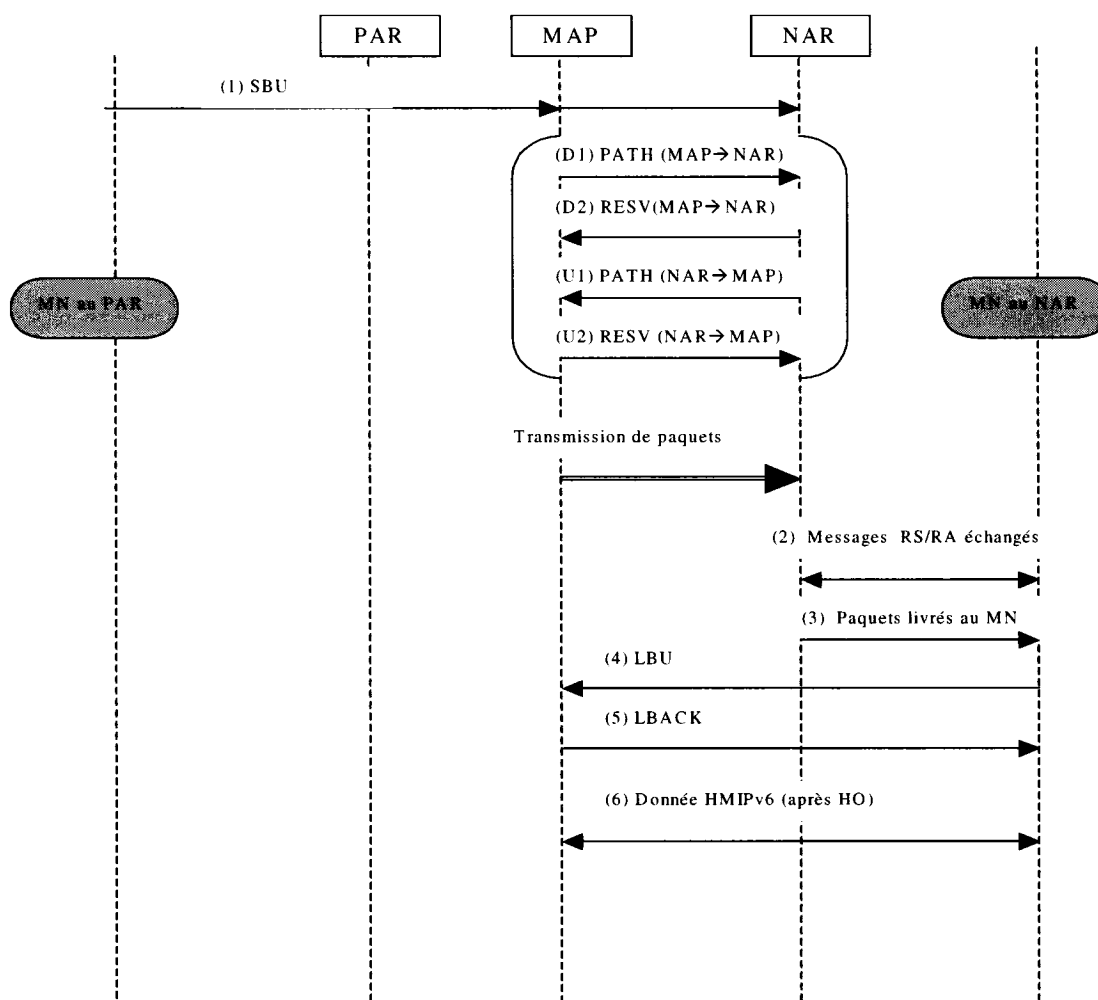 PAR
MAP
NAR
(1) SBU
(D1) PATH (MAP→NAR)
(D2) RESV(MAP→NAR)
(U1) PATH (NAR→MAP)
MN au PAR
MN au NAR
(U2) RESV (NAR→MAP)
Transmission de paquets
(2) Messages RS/RA échangés
(3) Paquets livrés au MN
(4) LBU
(5) LBACK
(6) Donnée HMIPv6 (après HO)